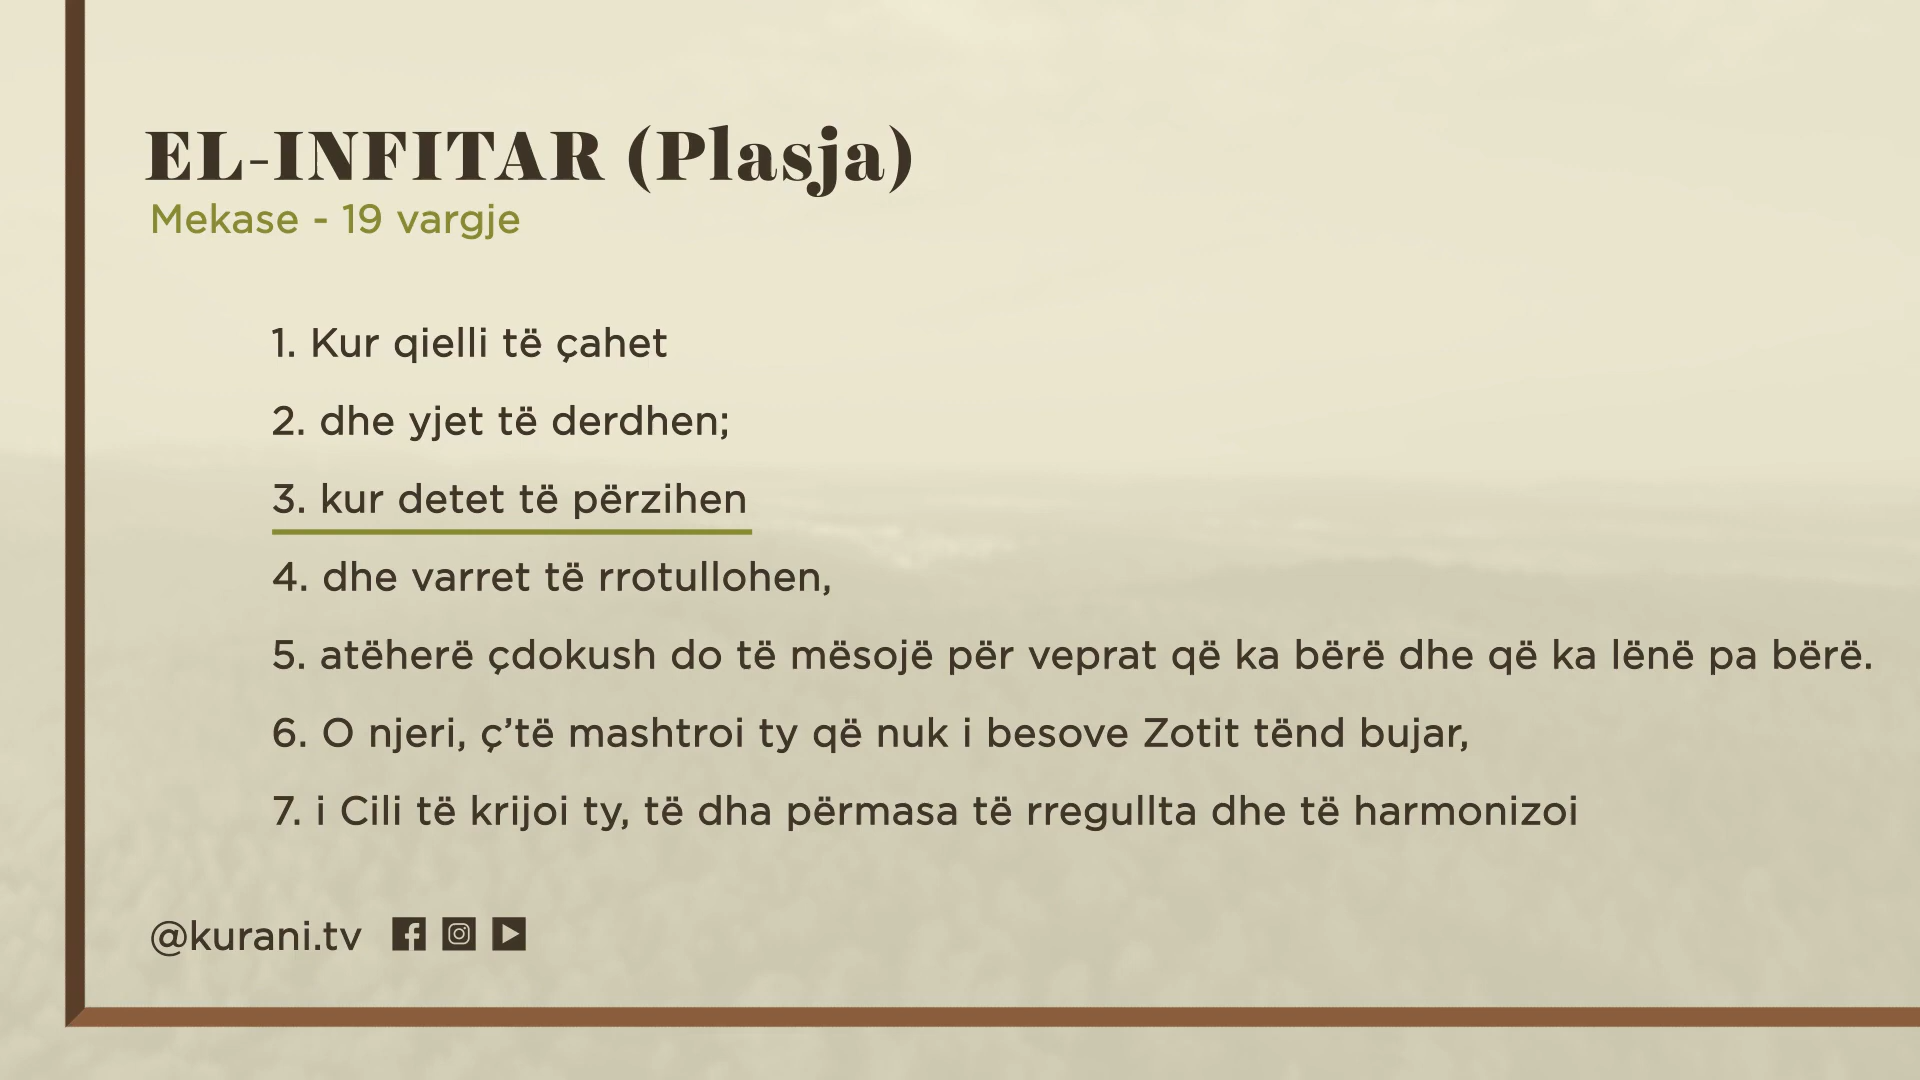 EL-INFITAR (Plasja)
Mekase - 19 vargje
1. Kur qielli të çahet
2. dhe yjet të derdhen;
3. kur detet të përzihen
4. dhe varret të rrotullohen,
5. atëherë çdokush do të mësojë për veprat që ka bërë dhe që ka lënë pa bërë.
6. O njeri, ç’të mashtroi ty që nuk i besove Zotit tënd bujar,
7. i Cili të krijoi ty, të dha përmasa të rregullta dhe të harmonizoi
@kurani.tv